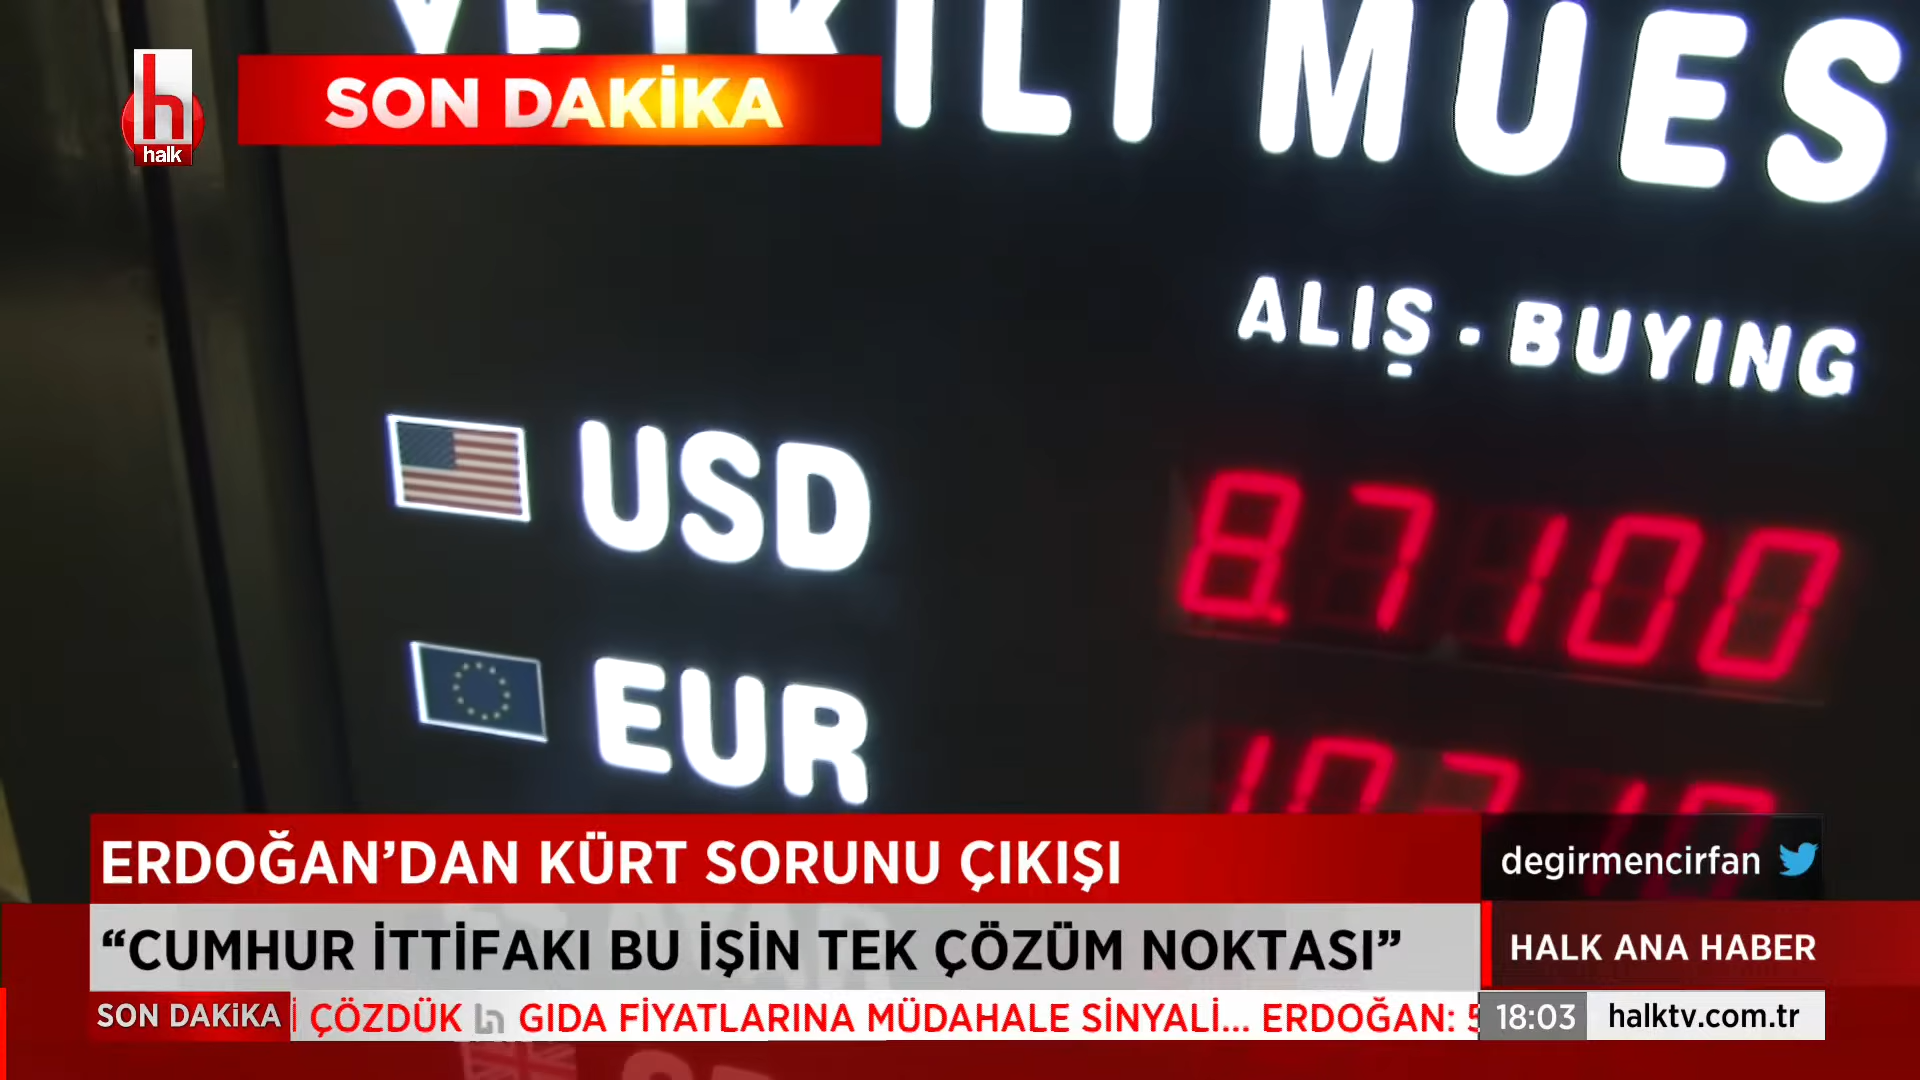 YETKİLİ MUES
SON DAKİKA
halk
ALIŞ - BUYING
USD 8.7100
EUR
ERDOĞAN’DAN KÜRT SORUNU ÇIKIŞI
degirmencirfan
“CUMHUR İTTİFAKI BU İŞİN TEK ÇÖZÜM NOKTASI”
HALK ANA HABER
SON DAKİKA
ÇÖZDÜK GIDA FİYATLARINA MÜDAHALE SİNYALİ... ERDOĞAN:
18:03
halktv.com.tr